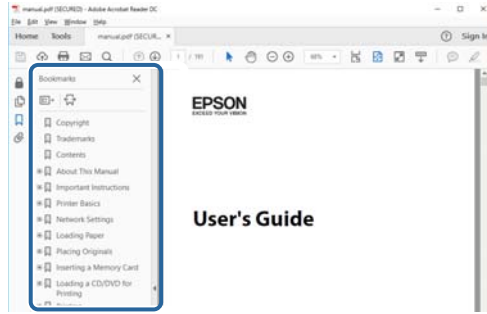 manual.pdf (SECURED) - Adobe Acrobat Reader DC
File Edit View Window Help
Home Tools manual.pdf (SECUR... ×
Sign In
1 / 191
Bookmarks
Copyright
Trademarks
Contents
About This Manual
Important Instructions
Printer Basics
Network Settings
Loading Paper
Placing Originals
Inserting a Memory Card
Loading a CD/DVD for
Printing
EPSON
EXCEED YOUR VISION
User's Guide